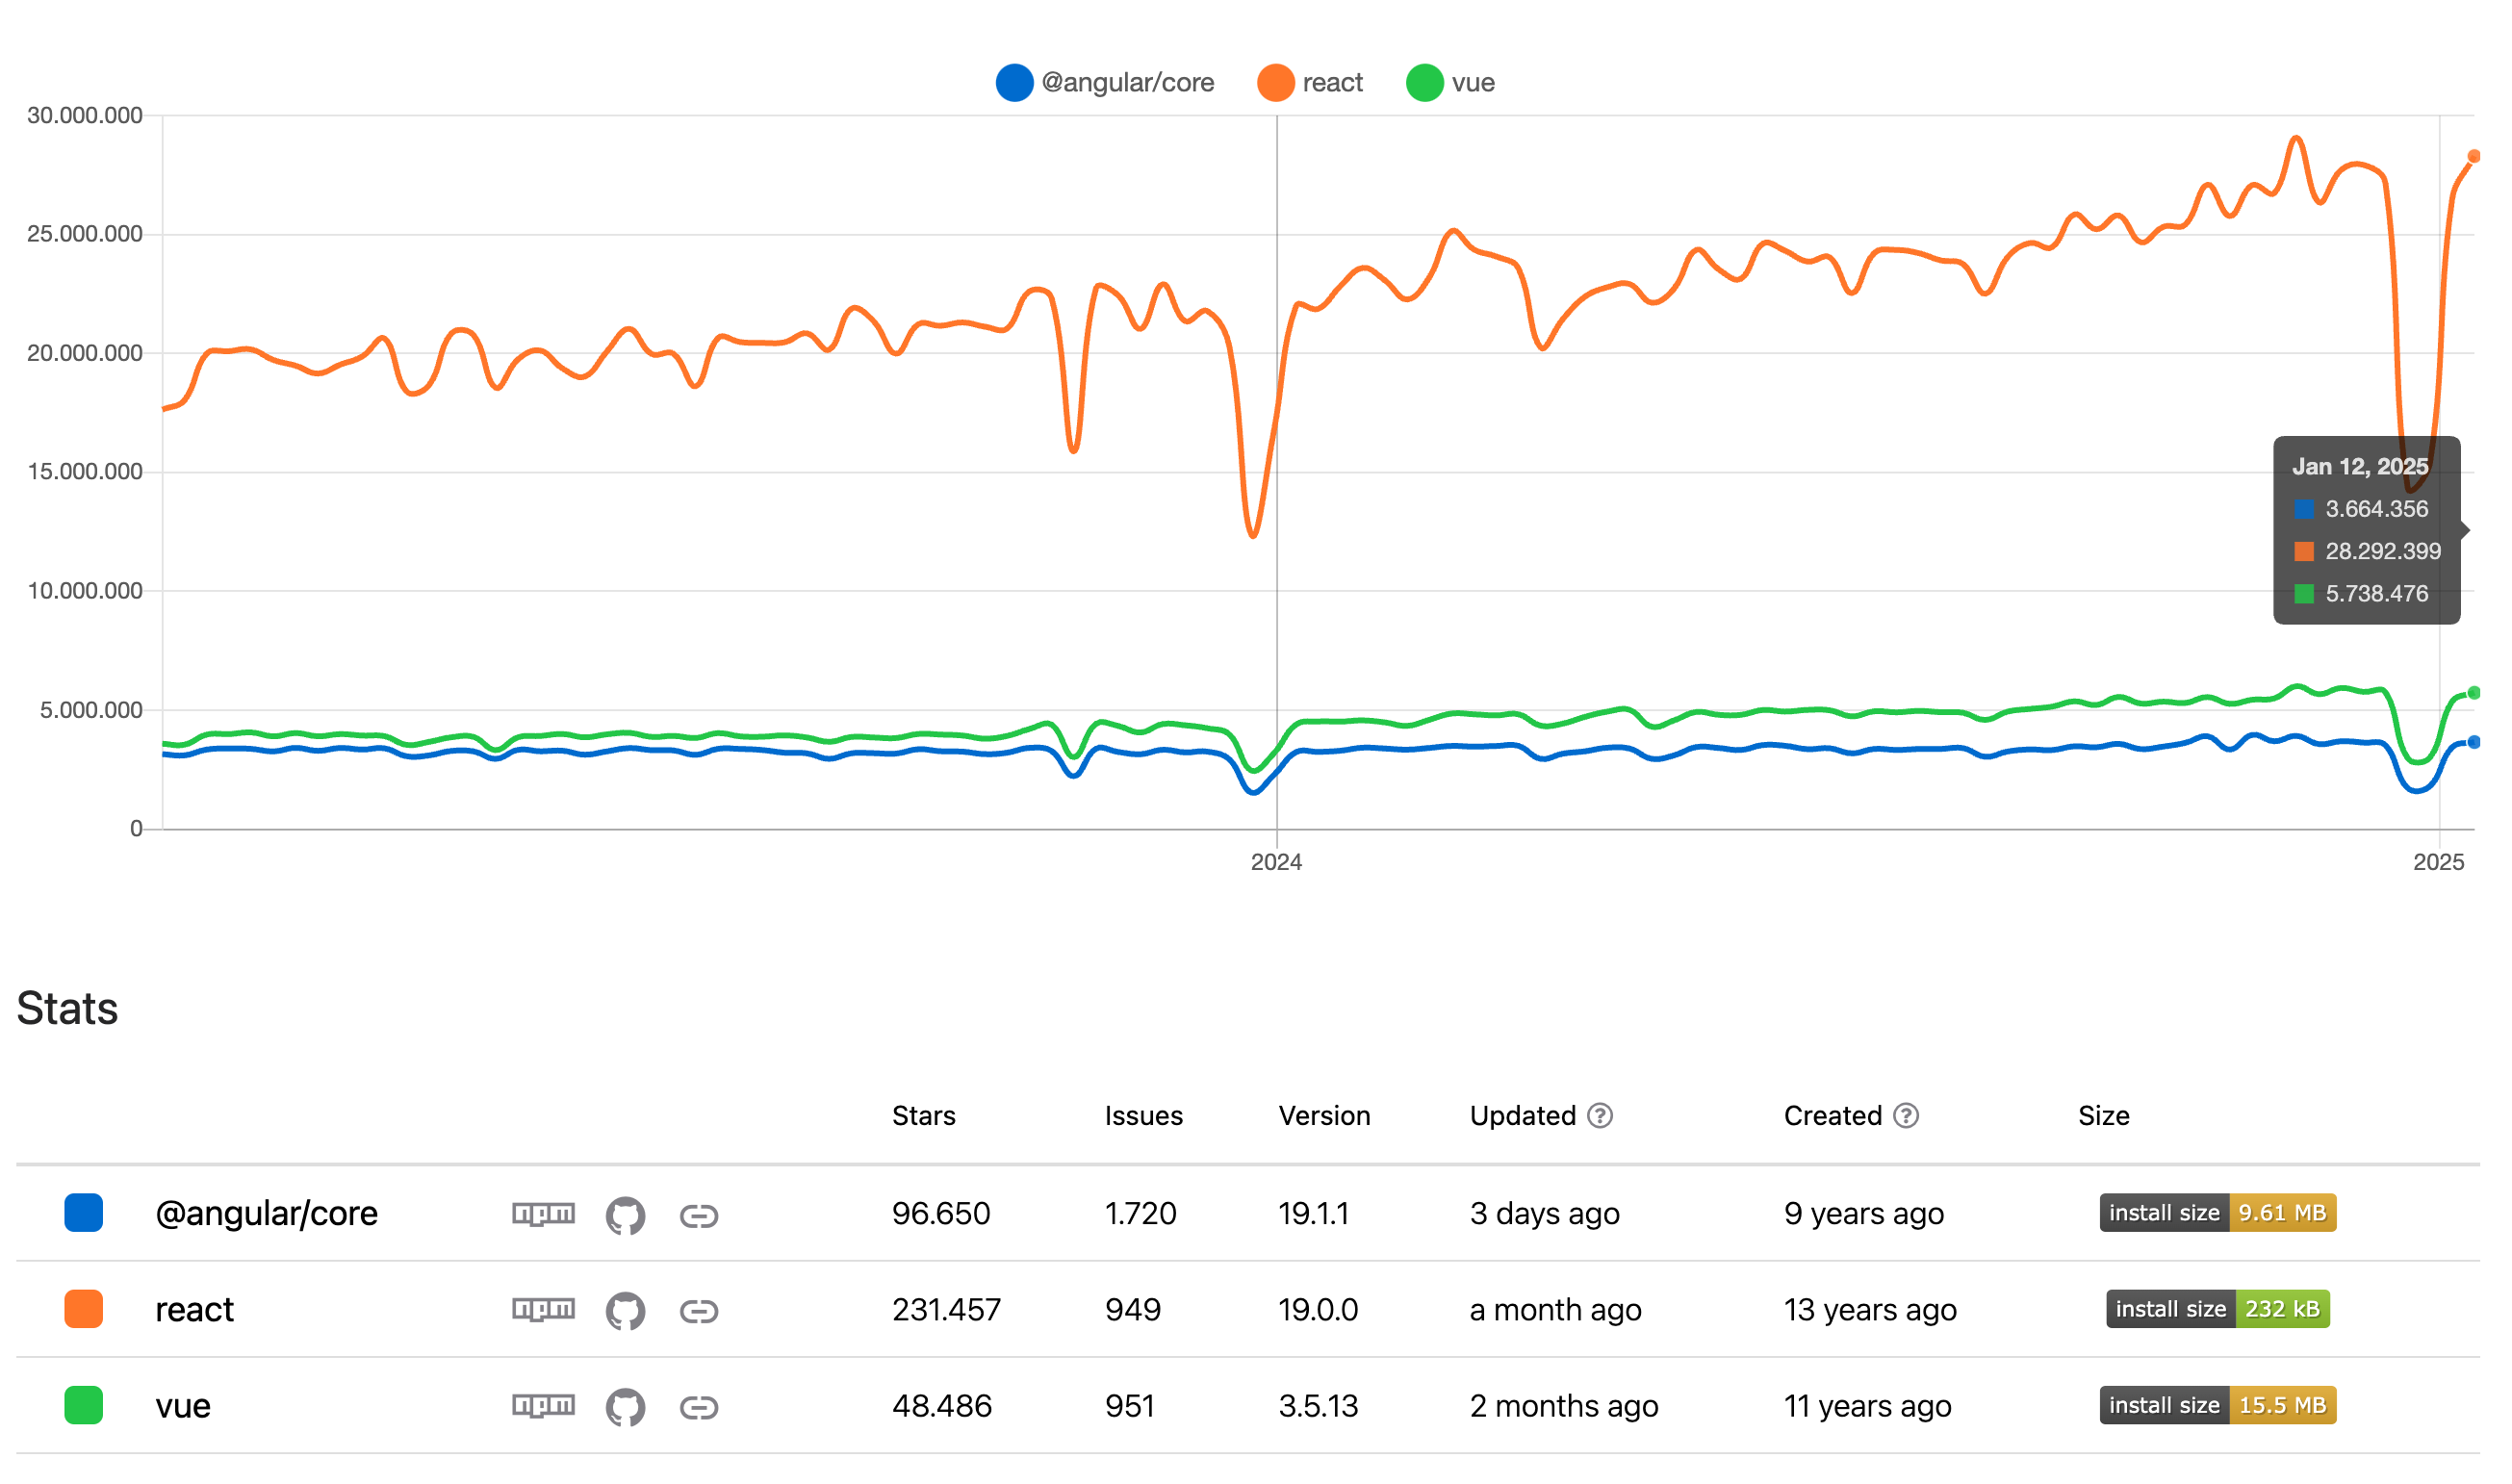 @angular/core react vue
30.000.000
25.000.000
20.000.000
15.000.000
10.000.000
5.000.000
0
2024 2025
Jan 12, 2025
3.664.356
28.292.399
5.738.476
Stats
Stars Issues Version Updated ? Created ? Size
@angular/core npm 96.650 1.720 19.1.1 3 days ago 9 years ago install size 9.61 MB
react npm 231.457 949 19.0.0 a month ago 13 years ago install size 232 kB
vue npm 48.486 951 3.5.13 2 months ago 11 years ago install size 15.5 MB